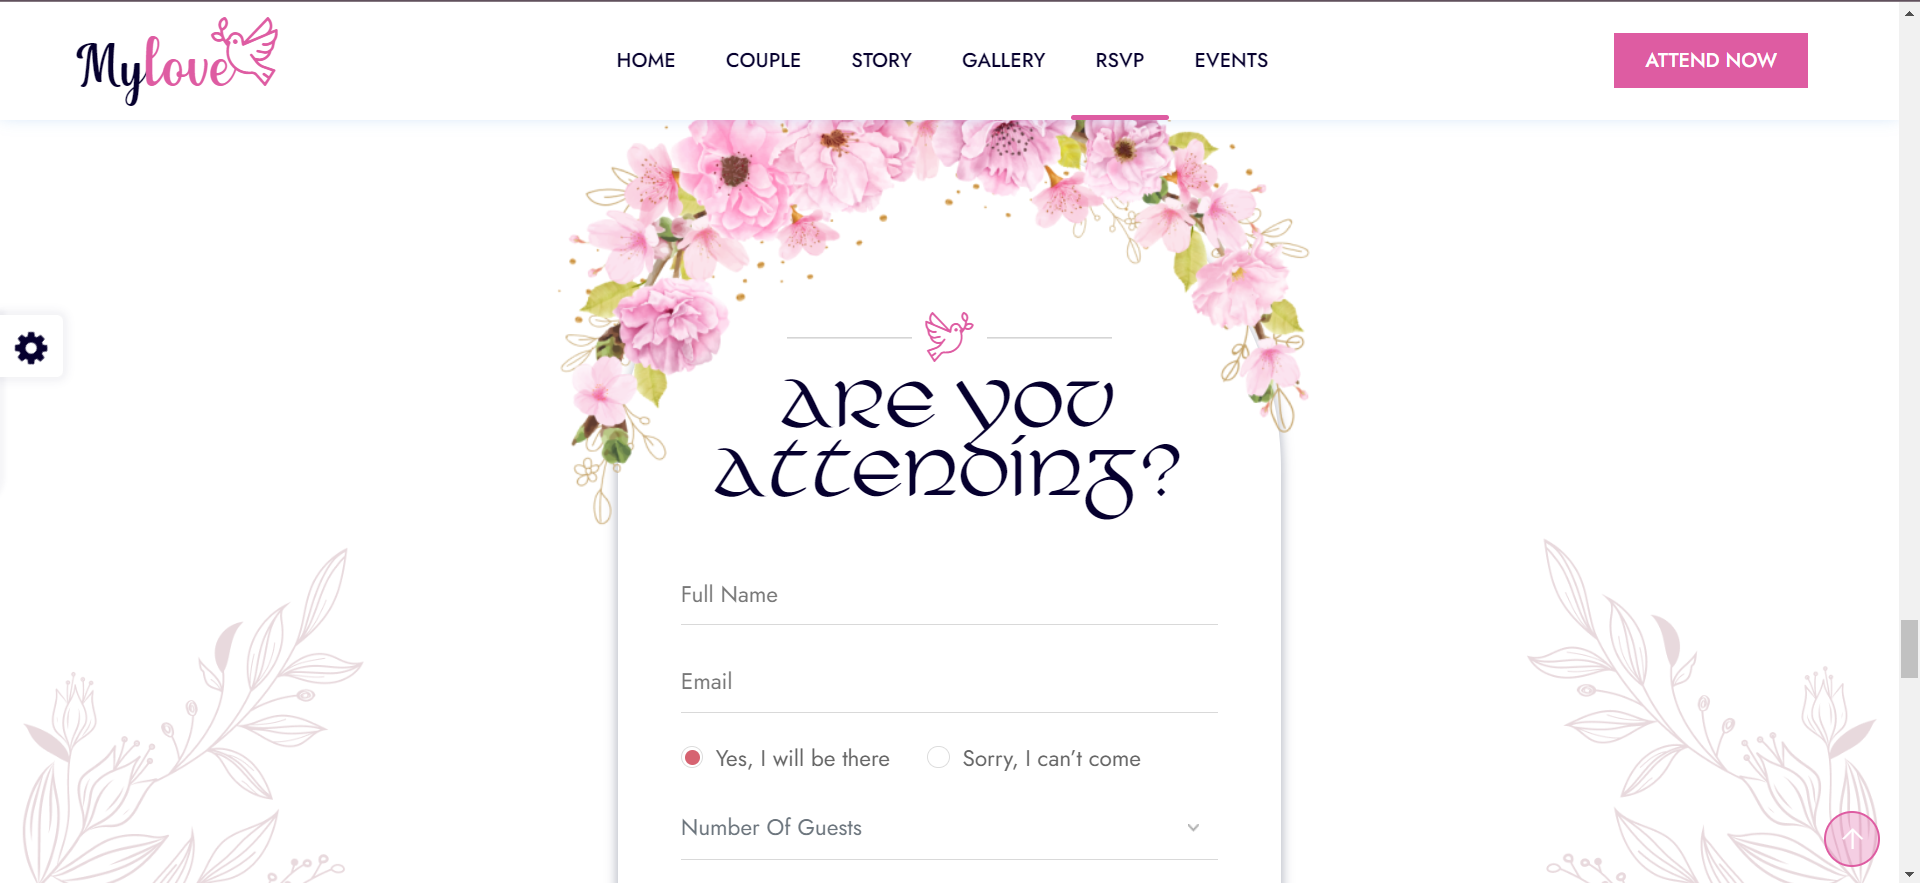 Mylove
HOME COUPLE STORY GALLERY RSVP EVENTS
ATTEND NOW
ARE YOU
ATTENDING?
Full Name
Email
Yes, I will be there
Sorry, I can’t come
Number Of Guests